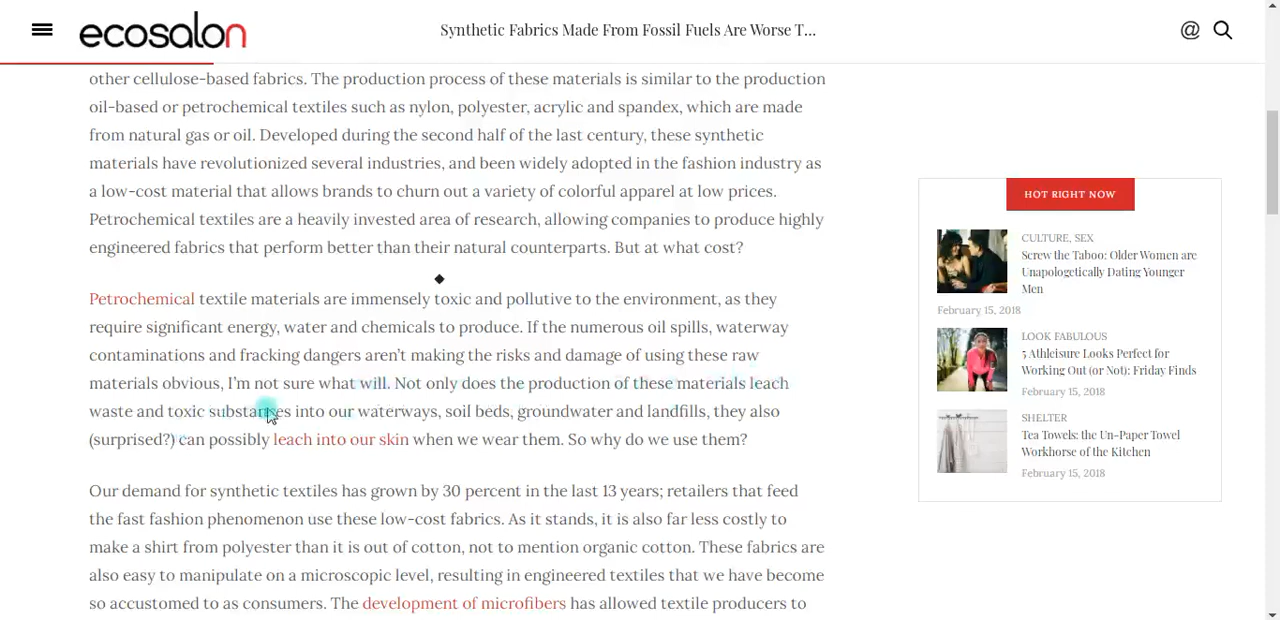 ecosalon
Synthetic Fabrics Made From Fossil Fuels Are Worse T...
@
other cellulose-based fabrics. The production process of these materials is similar to the production
oil-based or petrochemical textiles such as nylon, polyester, acrylic and spandex, which are made
from natural gas or oil. Developed during the second half of the last century, these synthetic
materials have revolutionized several industries, and been widely adopted in the fashion industry as
a low-cost material that allows brands to churn out a variety of colorful apparel at low prices.
Petrochemical textiles are a heavily invested area of research, allowing companies to produce highly
engineered fabrics that perform better than their natural counterparts. But at what cost?
Petrochemical textile materials are immensely toxic and pollutive to the environment, as they
require significant energy, water and chemicals to produce. If the numerous oil spills, waterway
contaminations and fracking dangers aren't making the risks and damage of using these raw
materials obvious, I'm not sure what will. Not only does the production of these materials leach
waste and toxic substanses into our waterways, soil beds, groundwater and landfills, they also
(surprised?) can possibly leach into our skin when we wear them. So why do we use them?
Our demand for synthetic textiles has grown by 30 percent in the last 13 years; retailers that feed
the fast fashion phenomenon use these low-cost fabrics. As it stands, it is also far less costly to
make a shirt from polyester than it is out of cotton, not to mention organic cotton. These fabrics are
also easy to manipulate on a microscopic level, resulting in engineered textiles that we have become
so accustomed to as consumers. The development of microfibers has allowed textile producers to
HOT RIGHT NOW
CULTURE, SEX
Screw the Taboo: Older Women are
Unapologetically Dating Younger
Men
February 15, 2018
LOOK FABULOUS
5 Athleisure Looks Perfect for
Working Out (or Not): Friday Finds
February 15, 2018
SHELTER
Tea Towels: the Un-Paper Towel
Workhorse of the Kitchen
February 15, 2018